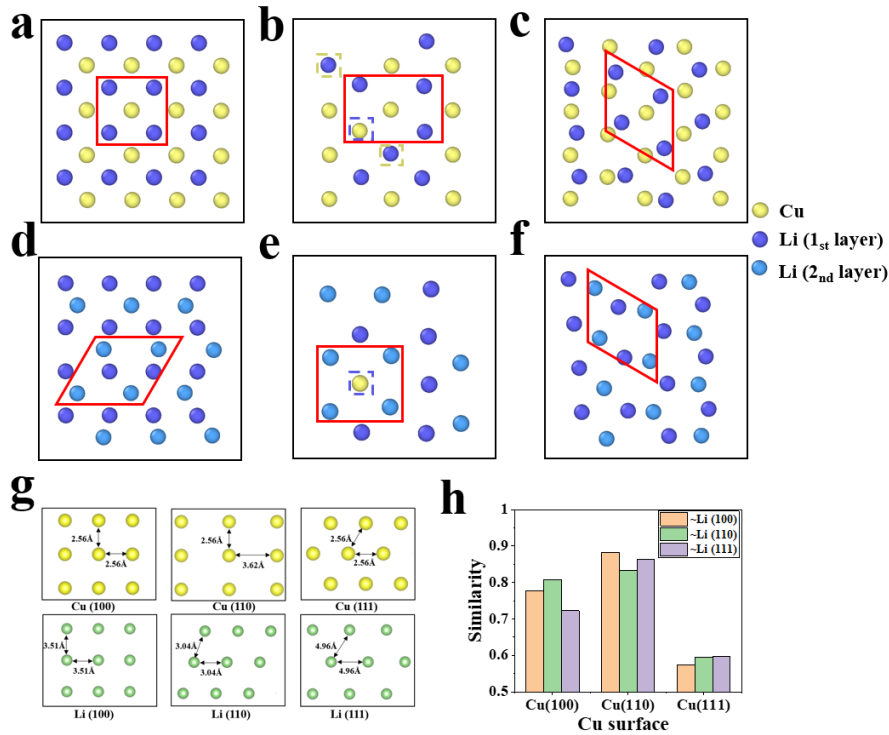 a
b
c
Cu
Li (1st layer)
Li (2nd layer)
d
e
f
g
2.56Å
2.56Å
Cu (100)
2.56Å
3.62Å
Cu (110)
2.56Å
2.56Å
Cu (111)
3.51Å
3.51Å
Li (100)
3.04Å
3.04Å
Li (110)
4.96Å
4.96Å
Li (111)
h
~Li (100)
~Li (110)
~Li (111)
1
0.9
0.8
0.7
0.6
0.5
Similarity
Cu(100) Cu(110) Cu(111)
Cu surface